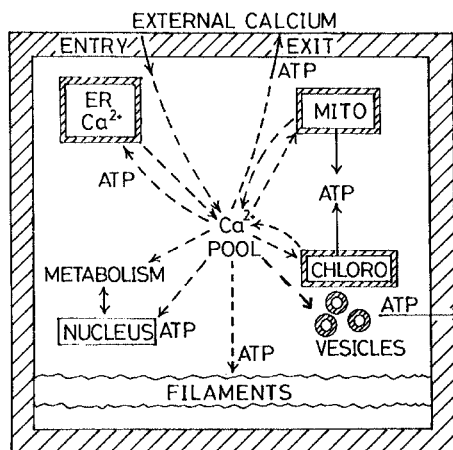 EXTERNAL CALCIUM
ENTRY
EXIT
ATP
ER
Ca2+
MITO
ATP
ATP
Ca2+
POOL
METABOLISM
CHLORO
NUCLEUS
ATP
ATP
VESICLES
ATP
FILAMENTS